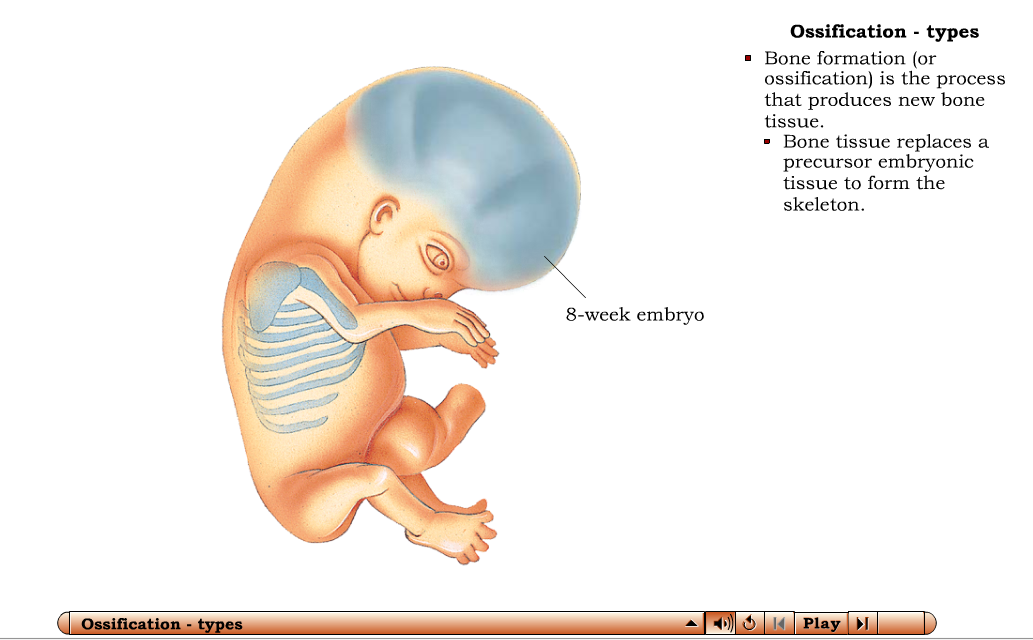 Ossification - types
Bone formation (or
ossification) is the process
that produces new bone
tissue.
Bone tissue replaces a
precursor embryonic
tissue to form the
skeleton.
8-week embryo
Ossification - types
Play